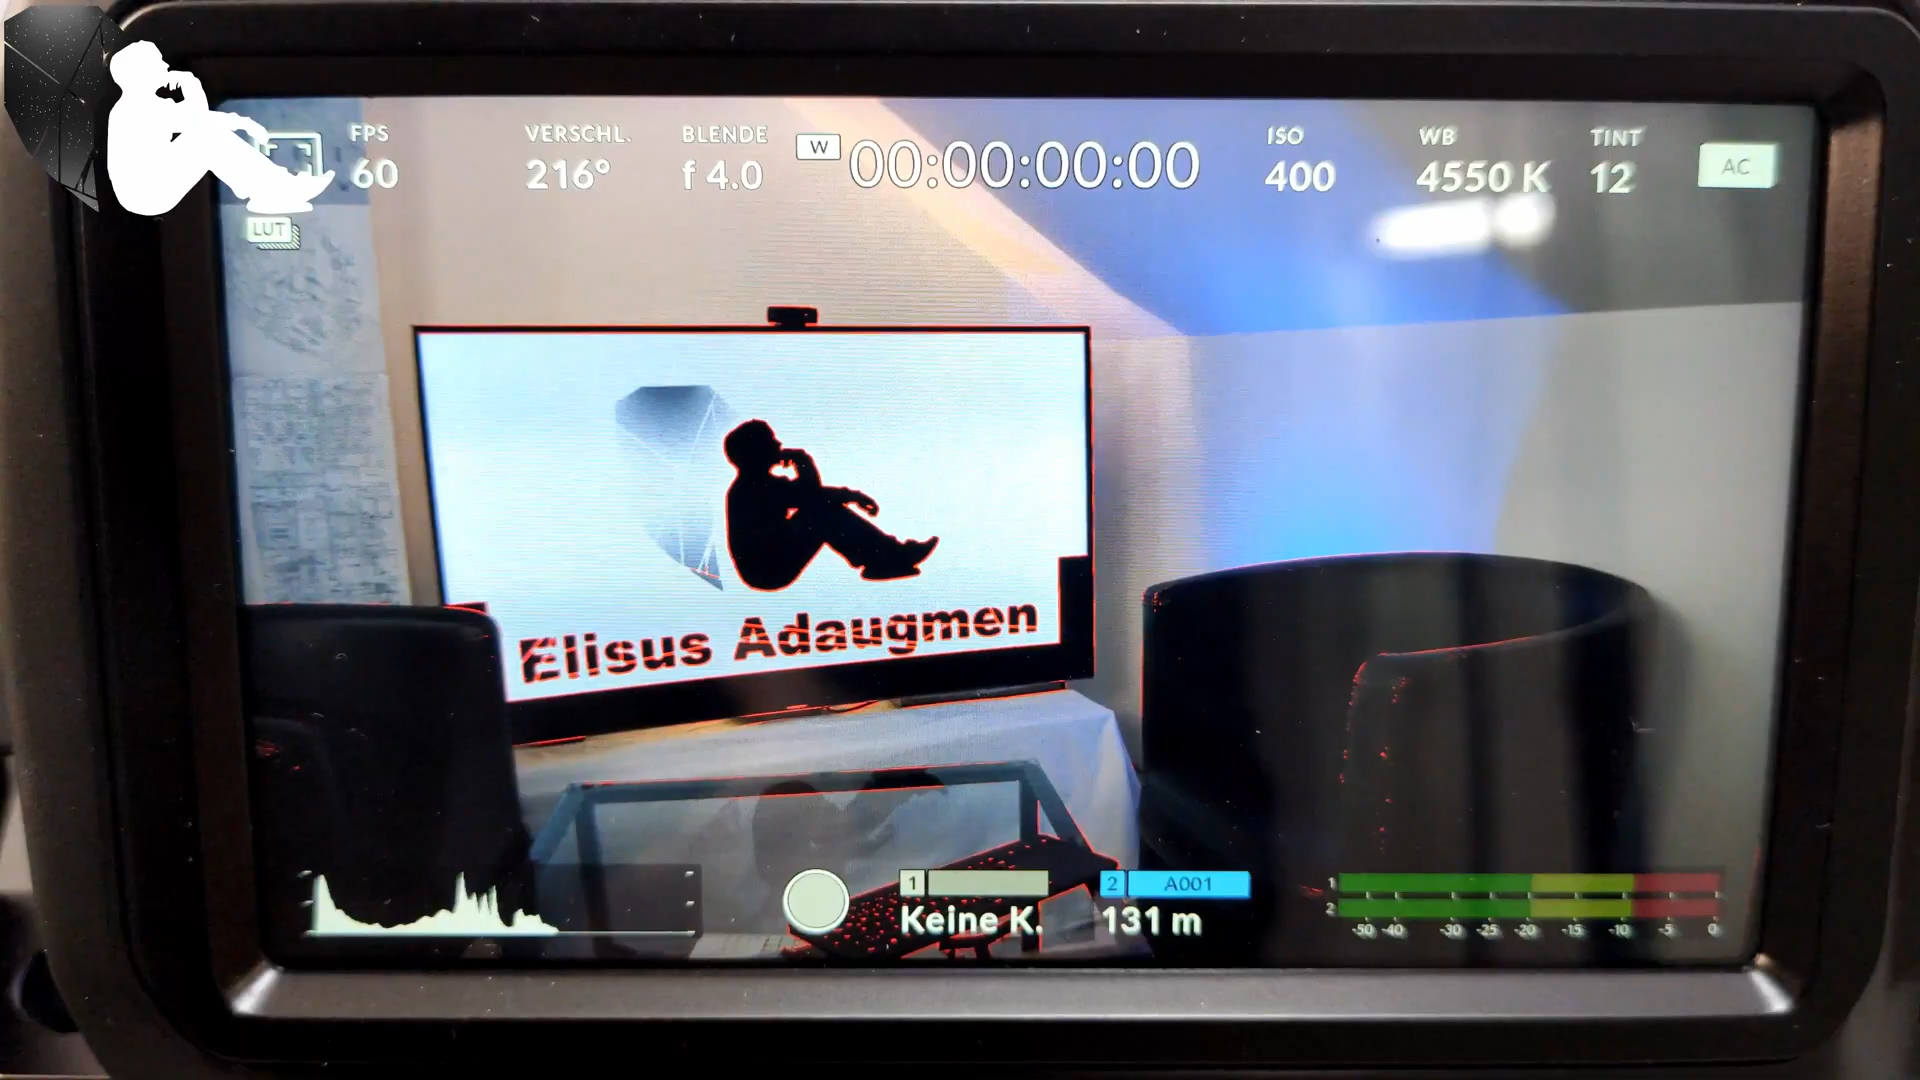 FPS
60
VERSCHL.
216°
BLENDE
f 4.0
W
00:00:00:00
ISO
400
WB
4550 K
TINT
12
AC
LUT
Elisus Adaugmen
1
Keine K.
2 A001
131 m
1
2
-50 -40 -30 -25 -20 -15 -10 -5 0